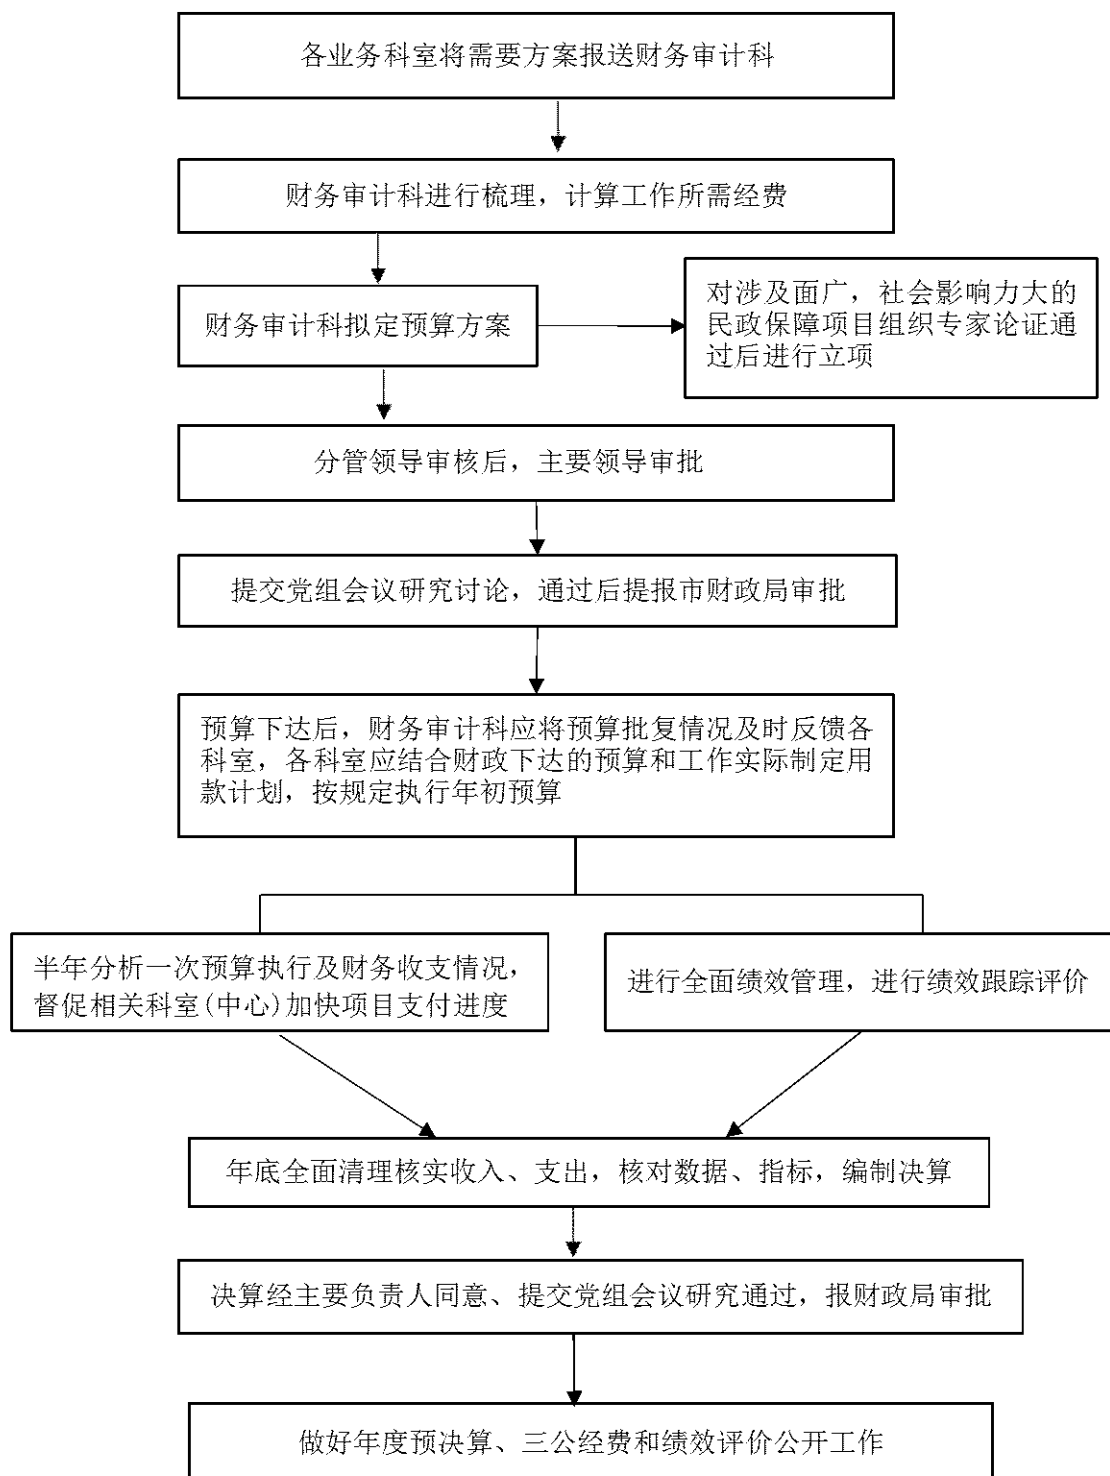 各业务科室将需要方案报送财务审计科
财务审计科进行梳理，计算工作所需经费
财务审计科拟定预算方案
对涉及面广，社会影响力大的
民政保障项目组织专家论证通
过后进行立项
分管领导审核后，主要领导审批
提交党组会议研究讨论，通过后提报市财政局审批
预算下达后，财务审计科应将预算批复情况及时反馈各
科室，各科室应结合财政下达的预算和工作实际制定用
款计划，按规定执行年初预算
半年分析一次预算执行及财务收支情况，
督促相关科室(中心)加快项目支付进度
进行全面绩效管理，进行绩效跟踪评价
年底全面清理核实收入、支出，核对数据、指标，编制决算
决算经主要负责人同意、提交党组会议研究通过，报财政局审批
做好年度预决算、三公经费和绩效评价公开工作